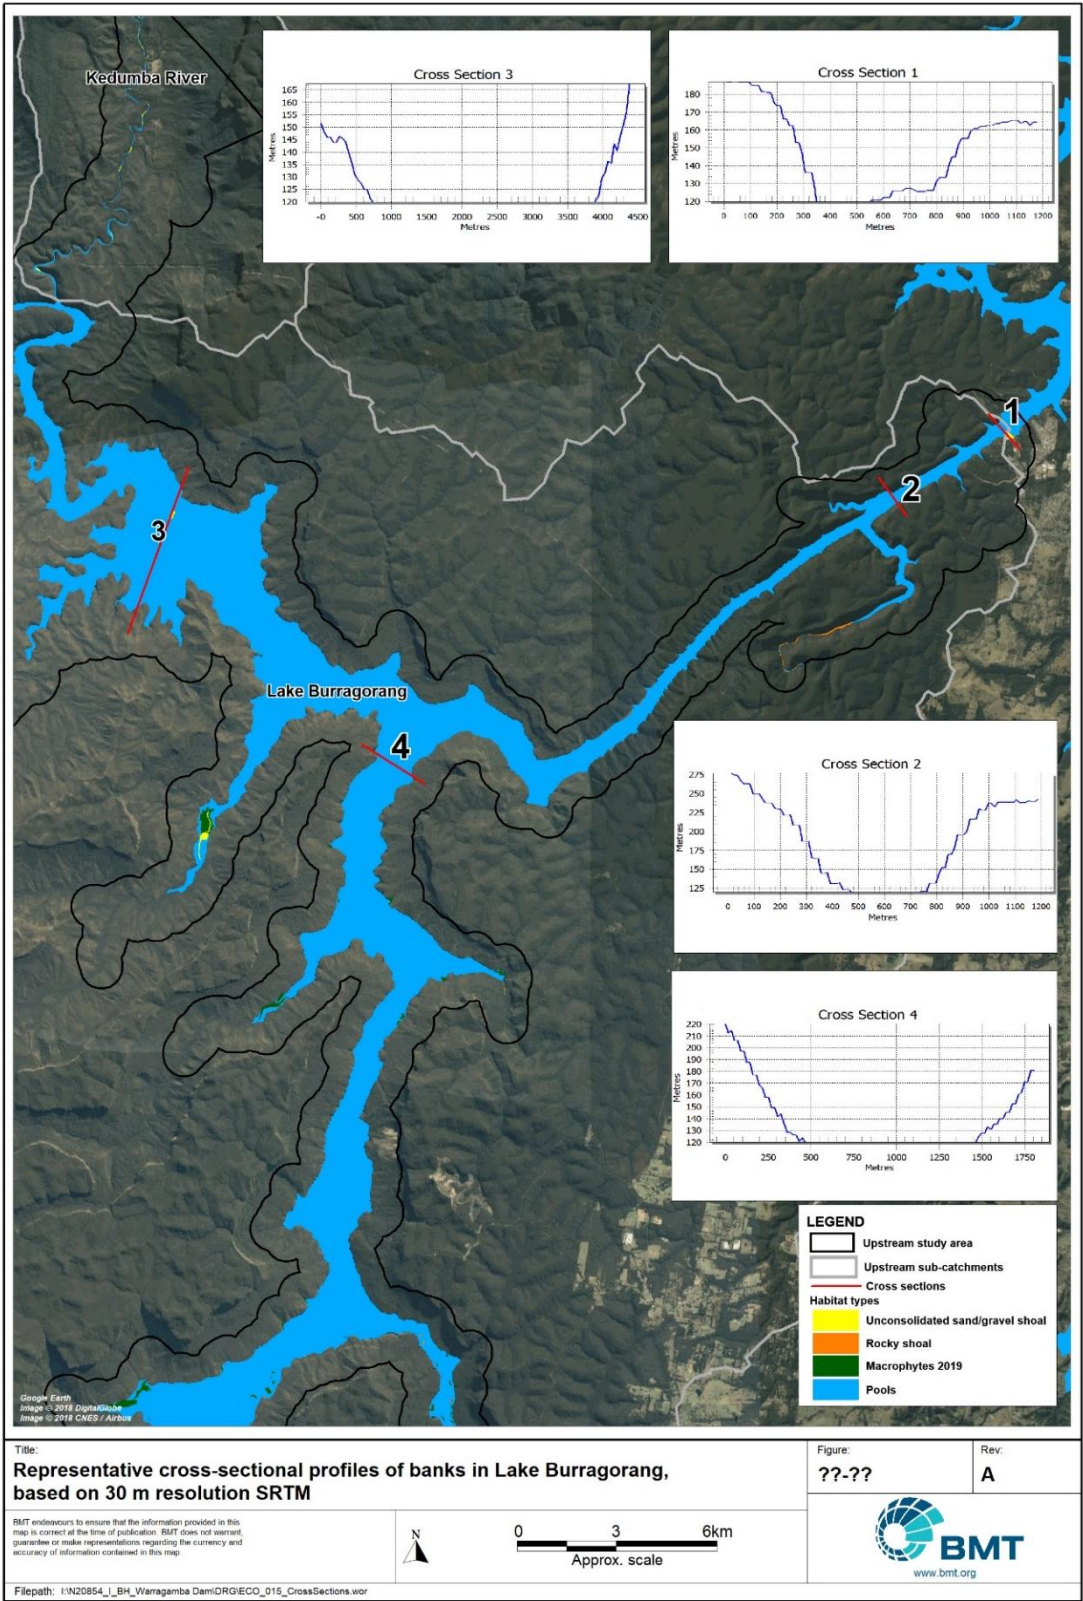 Kedumba River
Cross Section 3
165
160
155
150
145
140
135
130
125
120
Metres
-0 500 1000 1500 2000 2500 3000 3500 4000 4500
Metres
Cross Section 1
180
170
160
150
140
130
120
Metres
0 100 200 300 400 500 600 700 800 900 1000 1100 1200
Metres
1
2
3
Lake Burragorang
4
Cross Section 2
275
250
225
200
175
150
125
Metres
0 100 200 300 400 500 600 700 800 900 1000 1100 1200
Metres
Cross Section 4
220
210
200
190
180
170
160
150
140
130
120
Metres
0 250 500 750 1000 1250 1500 1750
Metres
LEGEND
Upstream study area
Upstream sub-catchments
Cross sections
Habitat types
Unconsolidated sand/gravel shoal
Rocky shoal
Macrophytes 2019
Pools
Google Earth
Image © 2018 DigitalGlobe
Image © 2018 CNES / Airbus
Title:
Representative cross-sectional profiles of banks in Lake Burragorang,
based on 30 m resolution SRTM
Figure:
??-??
Rev:
A
BMT endeavours to ensure that the information provided in this
map is correct at the time of publication. BMT does not warrant,
guarantee or make representations regarding the currency and
accuracy of information contained in this map.
N
0 3 6km
Approx. scale
BMT
www.bmt.org
Filepath: I:\N20854_I_BH_Warragamba Dam\DRG\ECO_015_CrossSections.wor